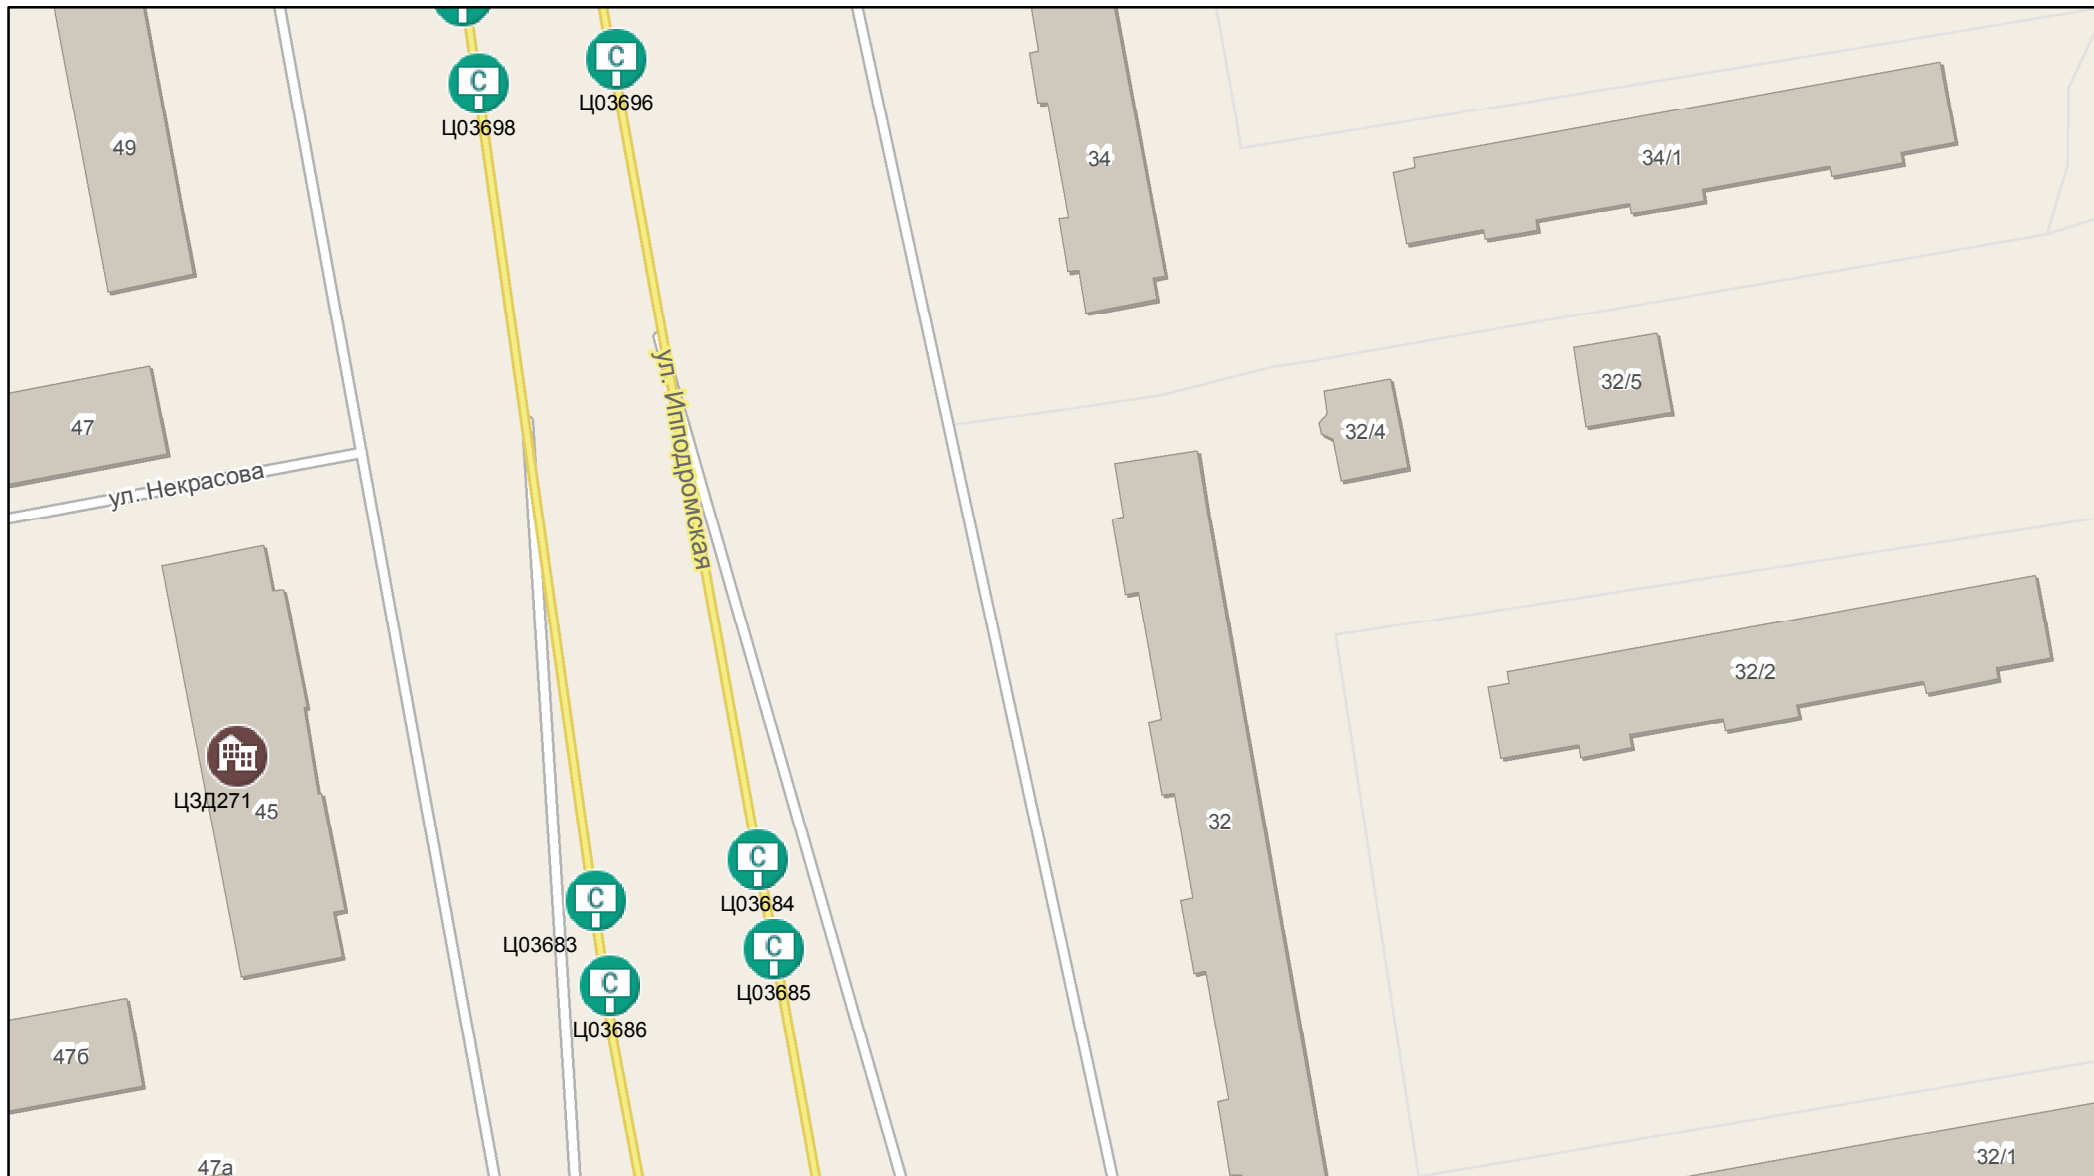 С
С
Ц03696
Ц03698
49
34
34/1
ул. Ипподромская
32/5
47
32/4
ул. Некрасова
32/2
ЦЗД271
45
32
С
Ц03684
С
Ц03683
С
Ц03685
С
Ц03686
47б
32/1
47а